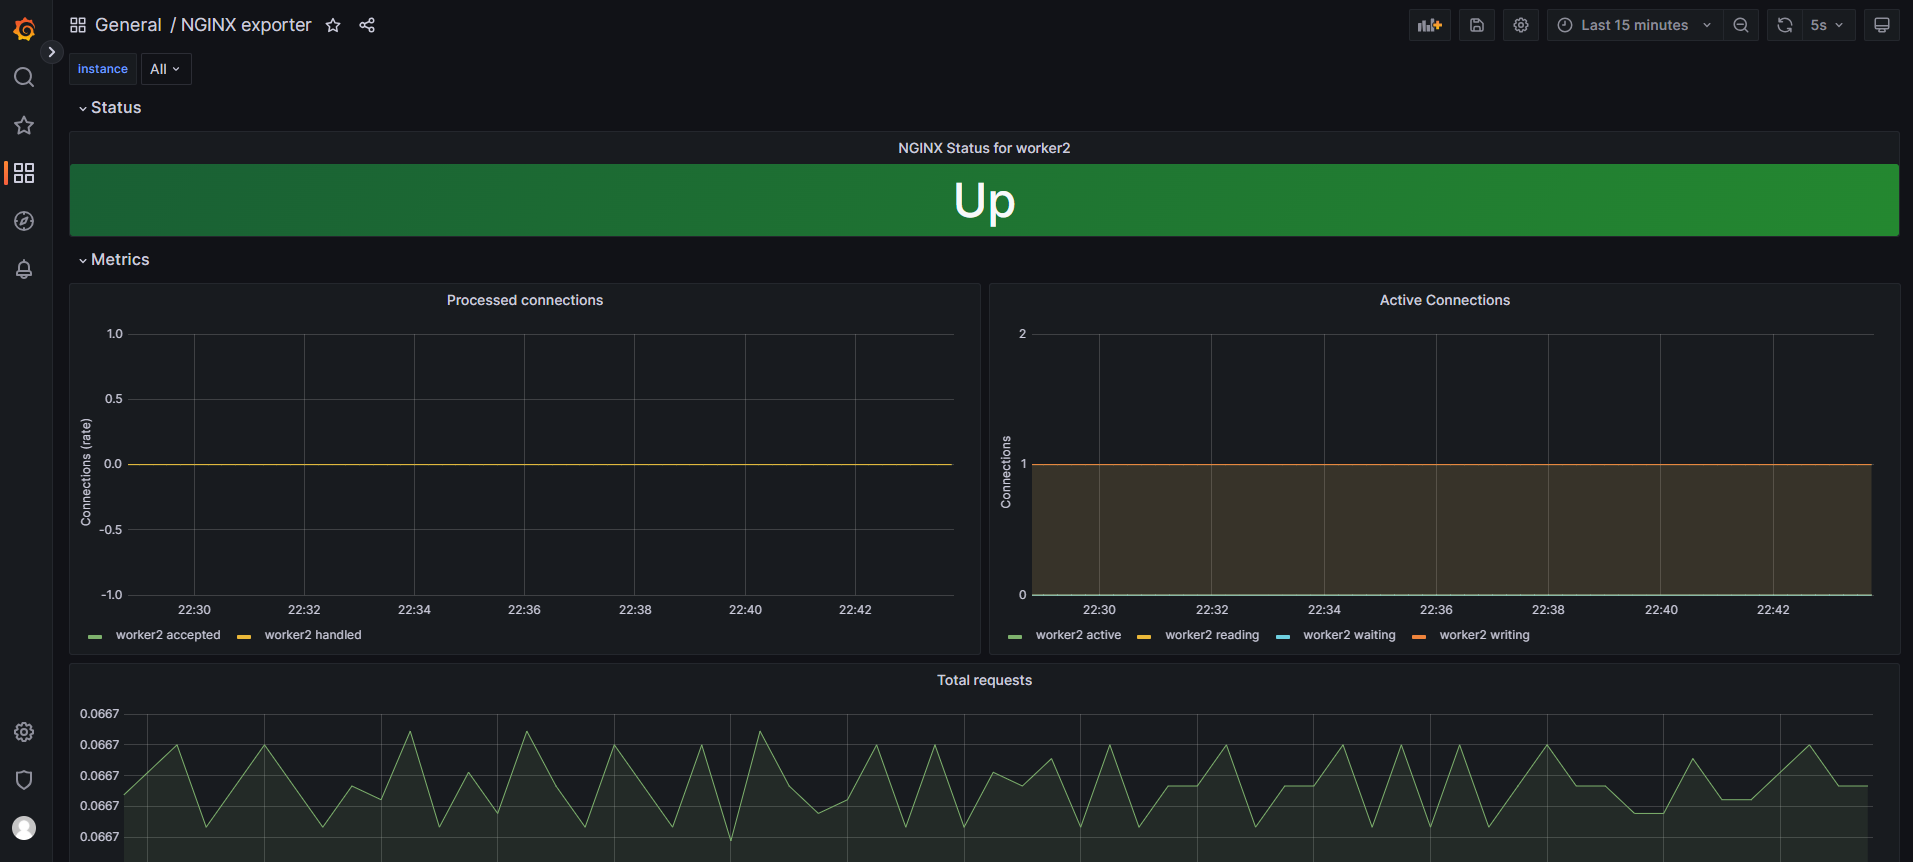 General / NGINX exporter
Last 15 minutes
5s
instance
All
Status
NGINX Status for worker2
Up
Metrics
Processed connections
Connections (rate)
1.0
0.5
0.0
-0.5
-1.0
22:30 22:32 22:34 22:36 22:38 22:40 22:42
worker2 accepted worker2 handled
Active Connections
Connections
2
1
0
22:30 22:32 22:34 22:36 22:38 22:40 22:42
worker2 active worker2 reading worker2 waiting worker2 writing
Total requests
0.0667
0.0667
0.0667
0.0667
0.0667